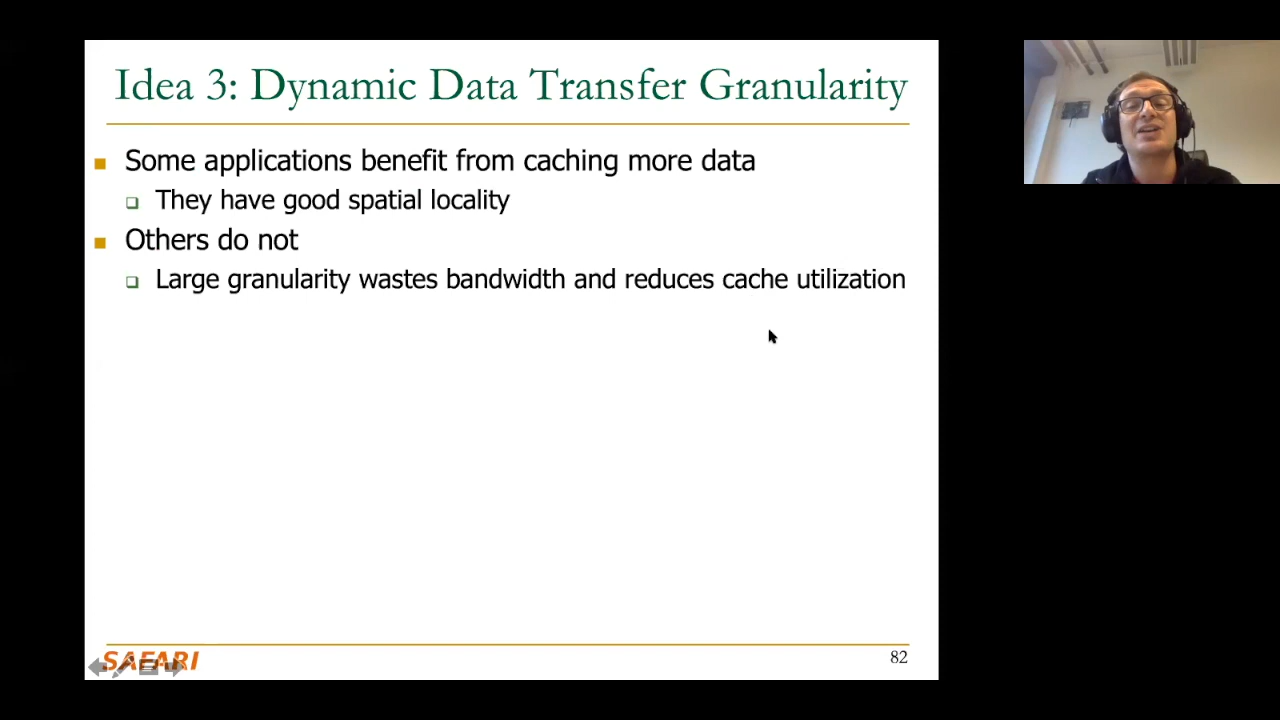 Idea 3: Dynamic Data Transfer Granularity
Some applications benefit from caching more data
They have good spatial locality
Others do not
Large granularity wastes bandwidth and reduces cache utilization
SAFARI
82